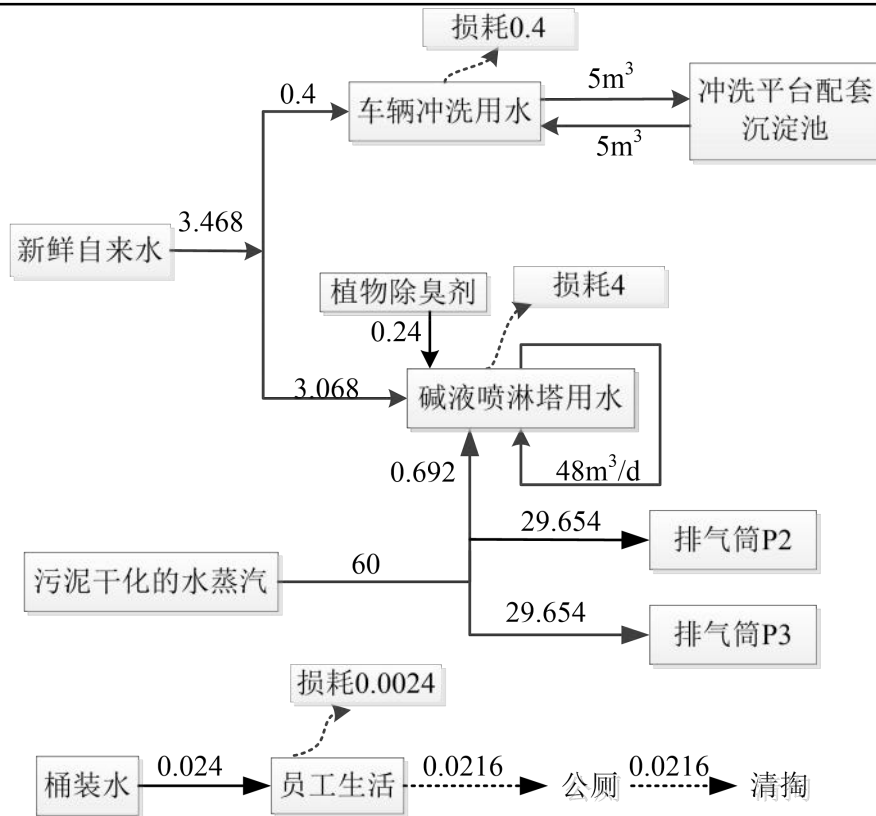 损耗0.4
0.4
车辆冲洗用水
5m³
5m³
冲洗平台配套
沉淀池
新鲜自来水
3.468
植物除臭剂
0.24
损耗4
3.068
碱液喷淋塔用水
48m³/d
0.692
29.654
排气筒P2
污泥干化的水蒸汽
60
29.654
排气筒P3
损耗0.0024
桶装水
0.024
员工生活
0.0216
公厕
0.0216
清掏